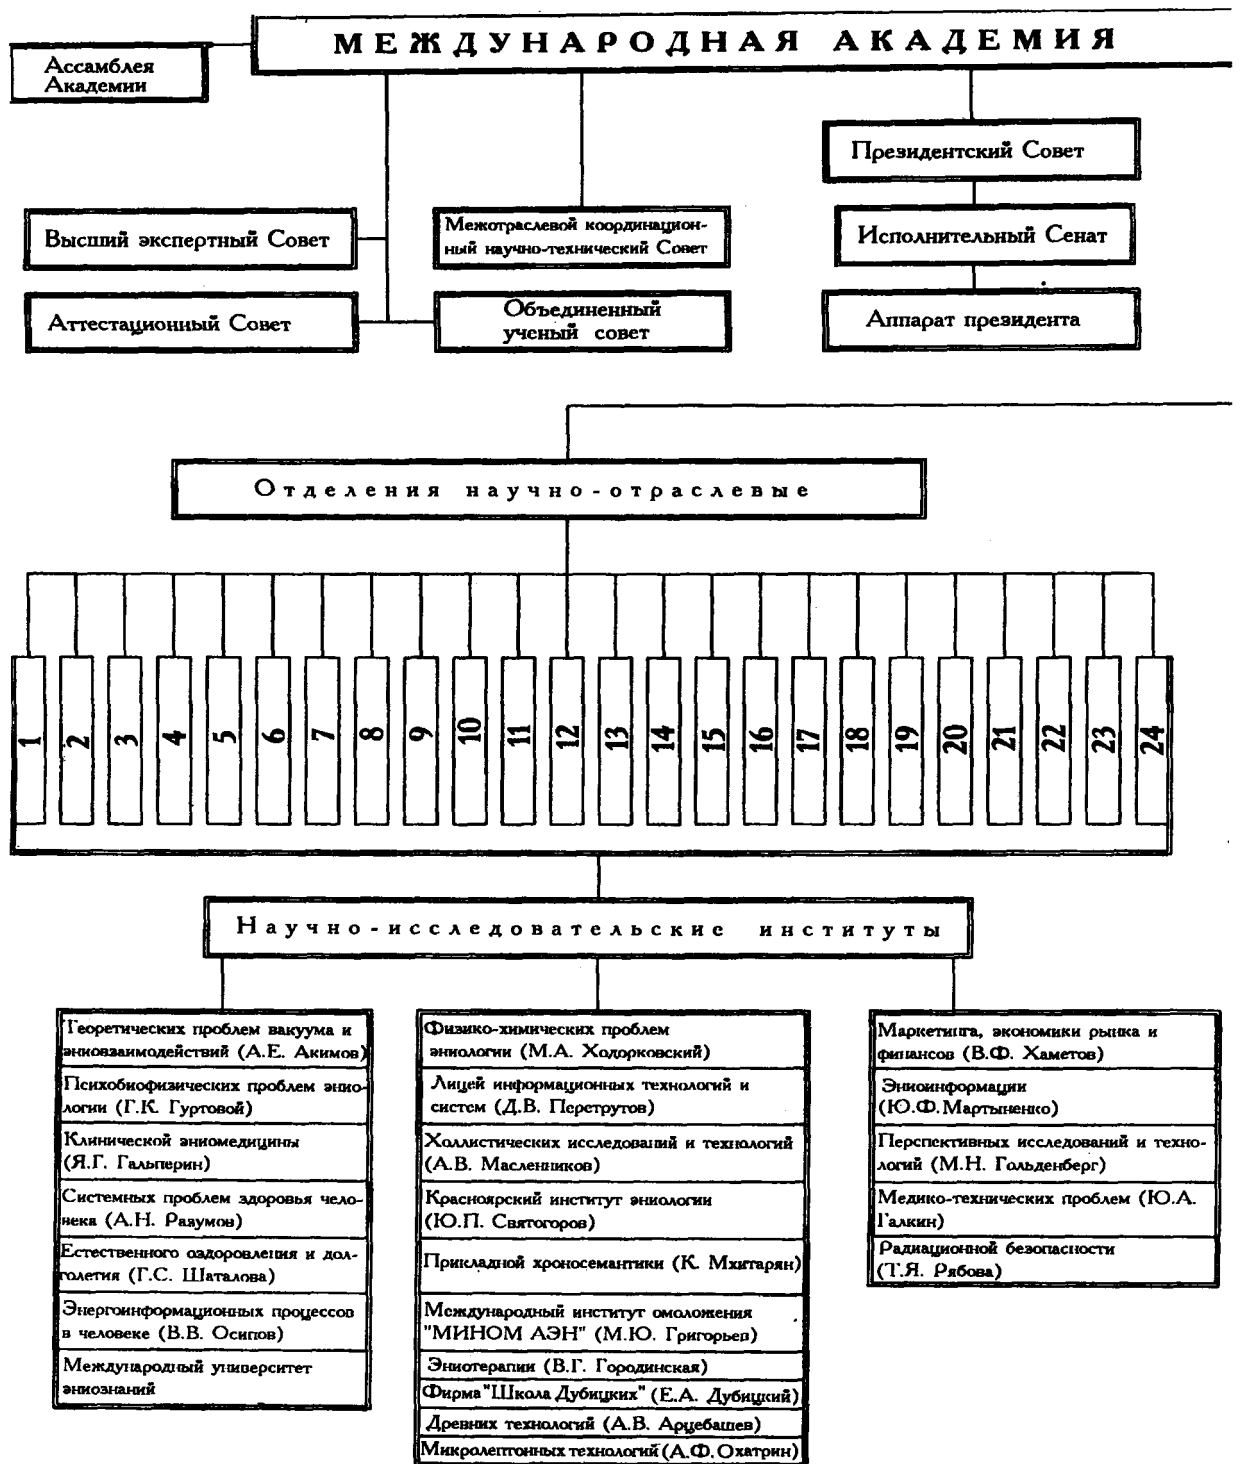 МЕЖДУНАРОДНАЯ АКАДЕМИЯ
Ассамблея
Академии
Президентский Совет
Высший экспертный Совет
Межотраслевой координацион-
ный научно-технический Совет
Исполнительный Сенат
Аттестационный Совет
Объединенный
ученый совет
Аппарат президента
Отделения научно-отраслевые
1 2 3 4 5 6 7 8 9 10 11 12 13 14 15 16 17 18 19 20 21 22 23 24
Научно-исследовательские институты
Теоретических проблем вакуума и
эниовзаимодействий (А.Е. Акимов)
Психобиофизических проблем энио-
логии (Г.К. Гуртовой)
Клинической эниомедицины
(Я.Г. Гальперин)
Системных проблем здоровья чело-
века (А.Н. Разумов)
Естественного оздоровления и дол-
голетия (Г.С. Шаталова)
Энергоинформационных процессов
в человеке (В.В. Осипов)
Международный университет
эниознаний
Физико-химических проблем
эниологии (М.А. Ходорковский)
Лицей информационных технологий и
систем (Д.В. Перетрутов)
Холлистических исследований и технологий
(А.В. Масленников)
Красноярский институт эниологии
(Ю.П. Святогоров)
Прикладной хроносемантики (К. Мхитарян)
Международный институт омоложения
"МИНОМ АЭН" (М.Ю. Григорьев)
Эниотерапии (В.Г. Городинская)
Фирма "Школа Дубицких" (Е.А. Дубицкий)
Древних технологий (А.В. Арцебашев)
Микролептонных технологий (А.Ф. Охатрин)
Маркетинга, экономики рынка и
финансов (В.Ф. Хаметов)
Эниоинформации
(Ю.Ф. Мартыненко)
Перспективных исследований и техно-
логий (М.Н. Гольденберг)
Медико-технических проблем (Ю.А.
Галкин)
Радиационной безопасности
(Т.Я. Рябова)